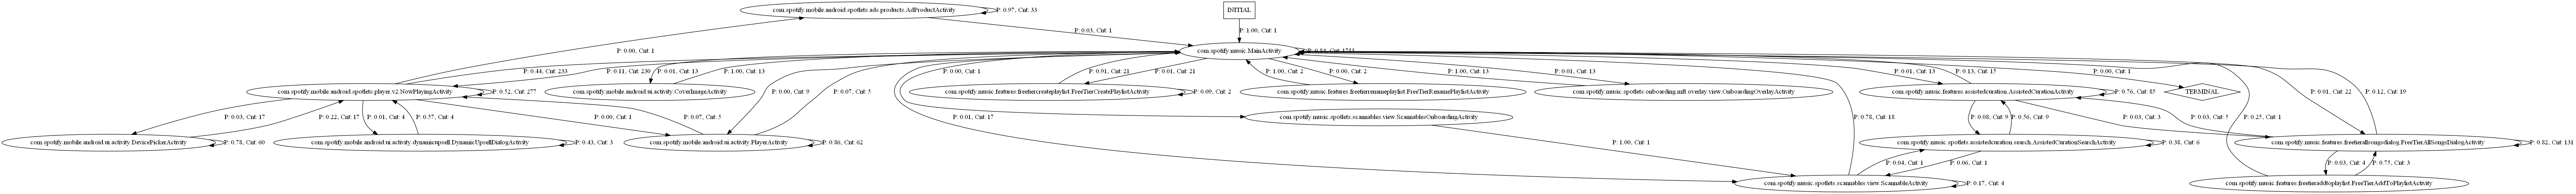 com.spotify.mobile.android.spotlets.ads.products.AdProductActivity
P: 0.97, Cnt: 33
INITIAL
P: 0.03, Cnt: 1
P: 1.00, Cnt: 1
P: 0.00, Cnt: 1
com.spotify.music.MainActivity
P: 0.44, Cnt: 233
P: 0.11, Cnt: 230
P: 0.01, Cnt: 13
P: 1.00, Cnt: 13
P: 0.00, Cnt: 1
P: 0.91, Cnt: 21
P: 0.01, Cnt: 21
P: 1.00, Cnt: 2
P: 0.00, Cnt: 2
P: 1.00, Cnt: 13
P: 0.01, Cnt: 13
P: 0.01, Cnt: 13
P: 0.13, Cnt: 15
P: 0.00, Cnt: 1
com.spotify.mobile.android.spotlets.player.v2.NowPlayingActivity
P: 0.52, Cnt: 277
com.spotify.mobile.android.ui.activity.CoverImageActivity
com.spotify.music.features.freetiercreateplaylist.FreeTierCreatePlaylistActivity
P: 0.09, Cnt: 2
com.spotify.music.features.freetierrenameplaylist.FreeTierRenamePlaylistActivity
com.spotify.music.spotlets.onboarding.mft.overlay.view.OnboardingOverlayActivity
com.spotify.music.features.assistedcuration.AssistedCurationActivity
P: 0.76, Cnt: 85
TERMINAL
P: 0.00, Cnt: 9
P: 0.07, Cnt: 5
P: 0.01, Cnt: 22
P: 0.12, Cnt: 19
P: 0.03, Cnt: 17
P: 0.22, Cnt: 17
P: 0.01, Cnt: 4
P: 0.57, Cnt: 4
P: 0.00, Cnt: 1
P: 0.07, Cnt: 5
P: 0.01, Cnt: 17
com.spotify.music.spotlets.scannables.view.ScannablesOnboardingActivity
P: 0.78, Cnt: 18
P: 0.08, Cnt: 9
P: 0.56, Cnt: 9
P: 0.03, Cnt: 3
P: 0.03, Cnt: 5
P: 0.25, Cnt: 1
com.spotify.mobile.android.ui.activity.DevicePickerActivity
P: 0.78, Cnt: 60
com.spotify.mobile.android.ui.activity.dynamicupsell.DynamicUpsellDialogActivity
P: 0.43, Cnt: 3
com.spotify.mobile.android.ui.activity.PlayerActivity
P: 0.86, Cnt: 62
P: 1.00, Cnt: 1
com.spotify.music.spotlets.assistedcuration.search.AssistedCurationSearchActivity
P: 0.38, Cnt: 6
com.spotify.music.features.freetierallsongsdialog.FreeTierAllSongsDialogActivity
P: 0.82, Cnt: 131
P: 0.04, Cnt: 1
P: 0.06, Cnt: 1
P: 0.03, Cnt: 4
P: 0.75, Cnt: 3
com.spotify.music.spotlets.scannables.view.ScannableActivity
P: 0.17, Cnt: 4
com.spotify.music.features.freetieraddtoplaylist.FreeTierAddToPlaylistActivity